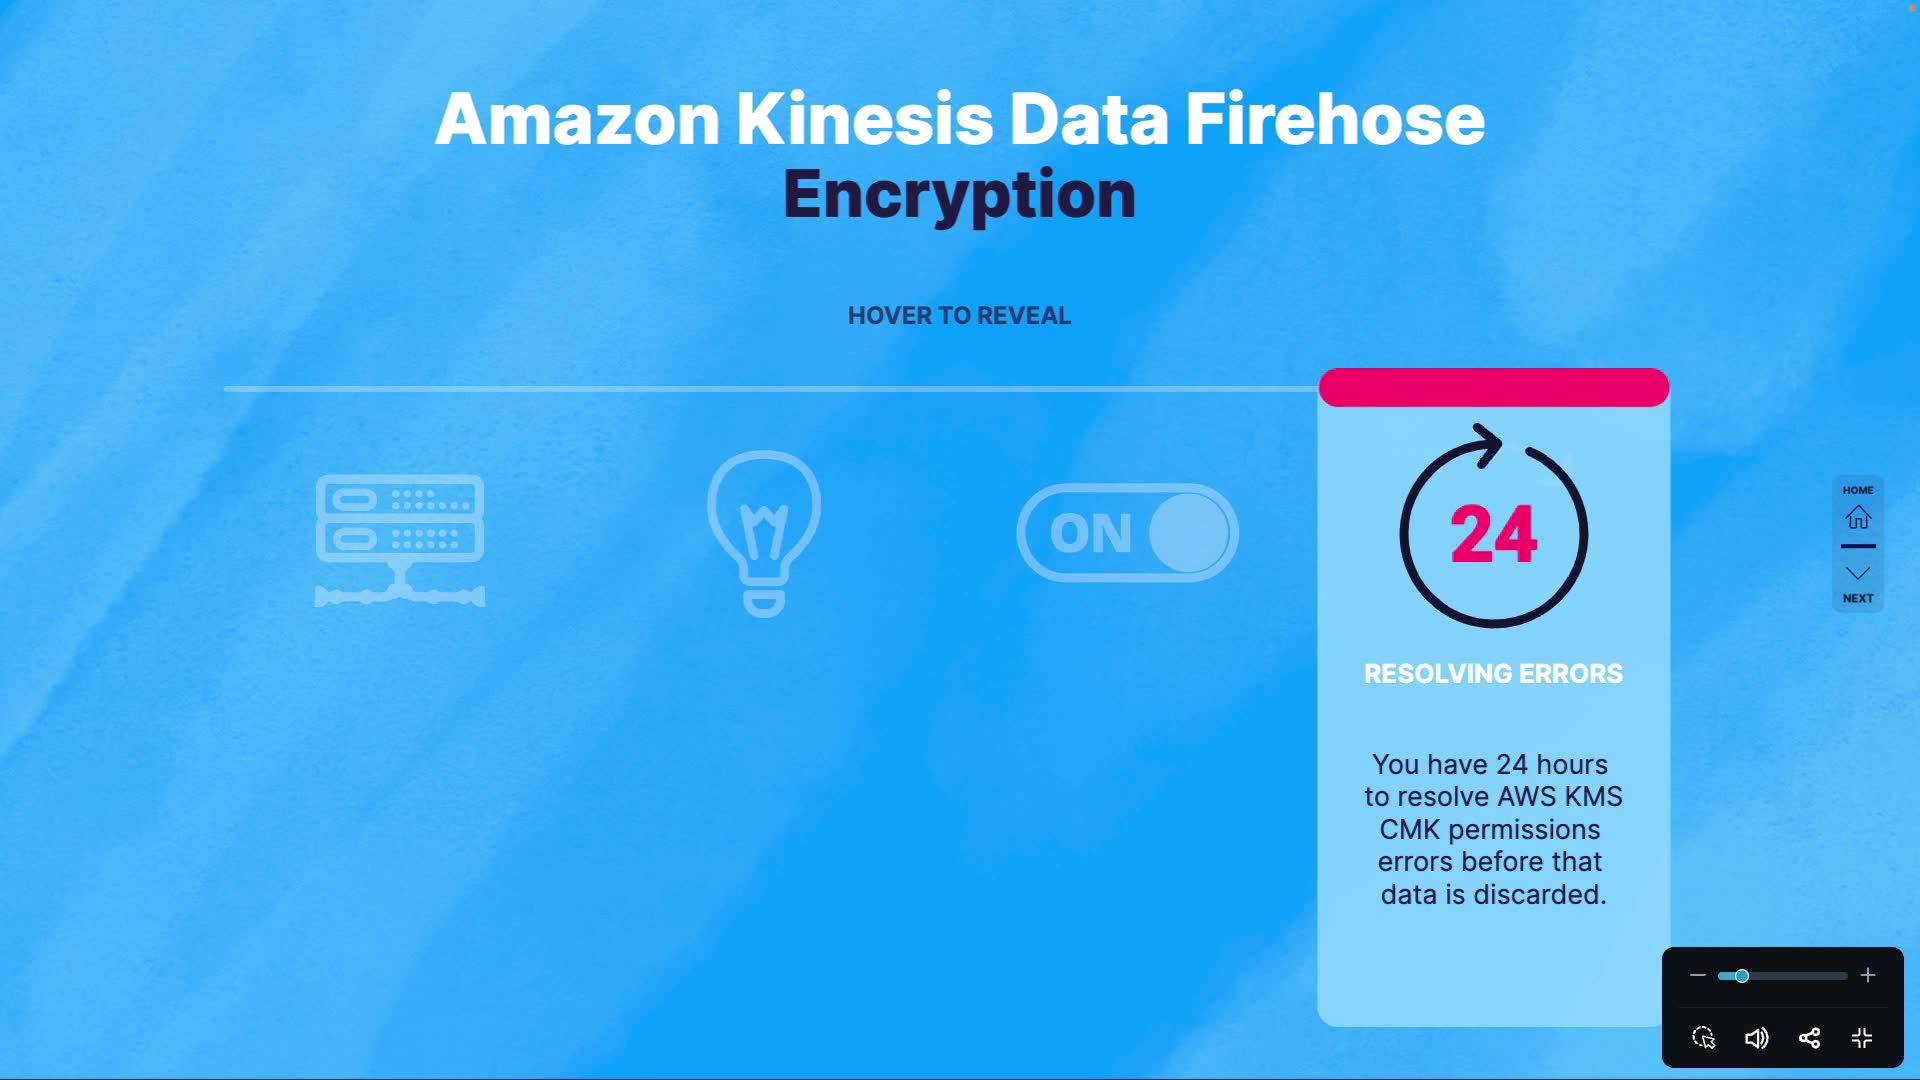 Amazon Kinesis Data Firehose
Encryption
HOVER TO REVEAL
ON
24
RESOLVING ERRORS
You have 24 hours
to resolve AWS KMS
CMK permissions
errors before that
data is discarded.
HOME
NEXT